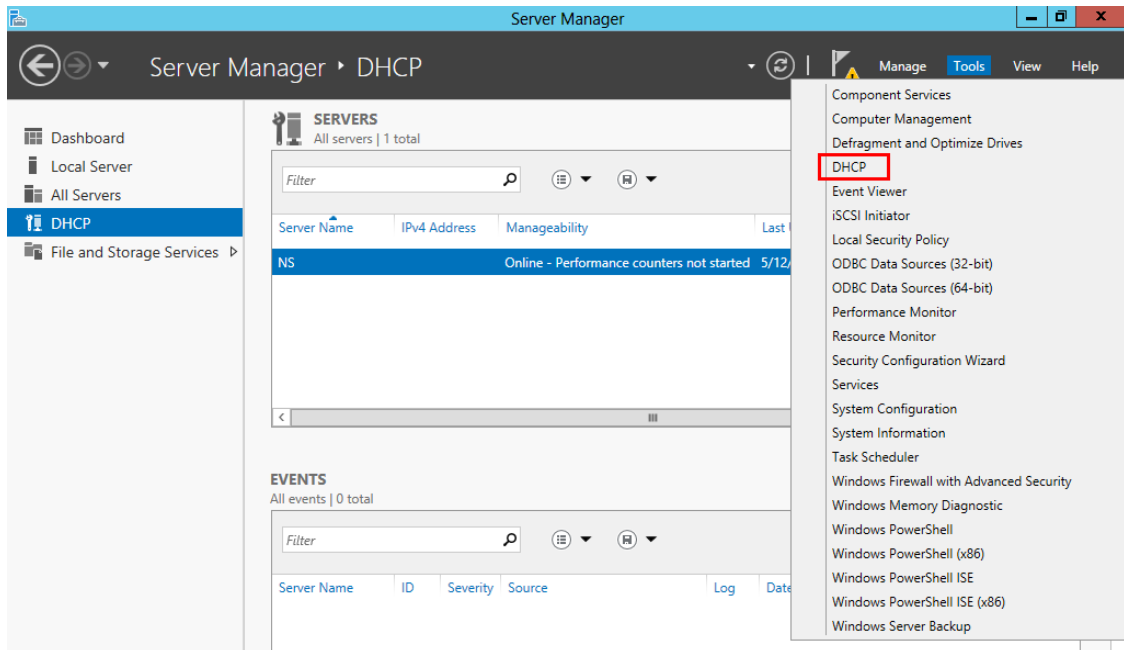 Server Manager
Server Manager ‣ DHCP
Manage Tools View Help
Dashboard
Local Server
All Servers
DHCP
File and Storage Services
SERVERS
All servers | 1 total
Filter
Server Name IPv4 Address Manageability Last
NS Online - Performance counters not started 5/12/
EVENTS
All events | 0 total
Filter
Server Name ID Severity Source Log Date
Component Services
Computer Management
Defragment and Optimize Drives
DHCP
Event Viewer
iSCSI Initiator
Local Security Policy
ODBC Data Sources (32-bit)
ODBC Data Sources (64-bit)
Performance Monitor
Resource Monitor
Security Configuration Wizard
Services
System Configuration
System Information
Task Scheduler
Windows Firewall with Advanced Security
Windows Memory Diagnostic
Windows PowerShell
Windows PowerShell (x86)
Windows PowerShell ISE
Windows PowerShell ISE (x86)
Windows Server Backup